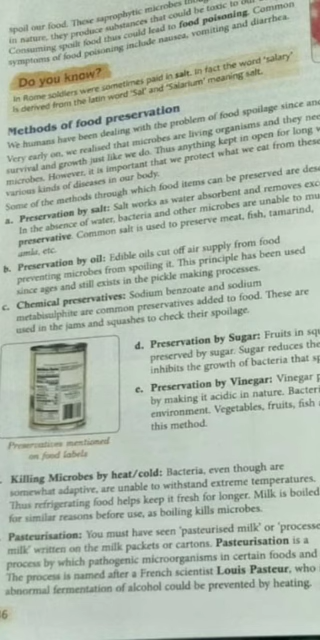 spoil our food. These saprophytic microbes
in nature, they produce substances that could be toxic to our
Consuming spoilt food thus could lead to food poisoning. Common
symptoms of food poisoning include nausea, vomiting and diarrhea.
Do you know?
In Rome soldiers were sometimes paid in salt. In fact the word 'salary'
is derived from the latin word 'Sal' and 'Salarium' meaning salt.
Methods of food preservation
We humans have been dealing with the problem of food spoilage since
Very early on, we realised that microbes are living organisms and they
survival and growth just like we do. Thus anything kept in open for long
microbes. However, it is important that we protect what we eat from these
various kinds of diseases in our body.
Some of the methods through which food items can be preserved are
a. Preservation by salt: Salt works as water absorbent and removes
In the absence of water, bacteria and other microbes are unable to
preservative. Common salt is used to preserve meat, fish, tamarind,
amla, etc.
b. Preservation by oil: Edible oils cut off air supply from food
preventing microbes from spoiling it. This principle has been used
since ages and still exists in the pickle making processes.
c. Chemical preservatives: Sodium benzoate and sodium
metabisulphite are common preservatives added to food. These are
used in the jams and squashes to check their spoilage.
d. Preservation by Sugar: Fruits in
preserved by sugar. Sugar reduces the
inhibits the growth of bacteria that
e. Preservation by Vinegar: Vinegar
by making it acidic in nature.
environment. Vegetables, fruits, fish
this method.
Preservatives mentioned
on food labels
Killing Microbes by heat/cold: Bacteria, even though are
somewhat adaptive, are unable to withstand extreme temperatures.
Thus refrigerating food helps keep it fresh for longer. Milk is boiled
for similar reasons before use, as boiling kills microbes.
Pasteurisation: You must have seen 'pasteurised milk' or
milk' written on the milk packets or cartons. Pasteurisation is a
process by which pathogenic microorganisms in certain foods and
The process is named after a French scientist Louis Pasteur, who
abnormal fermentation of alcohol could be prevented by heating.
6